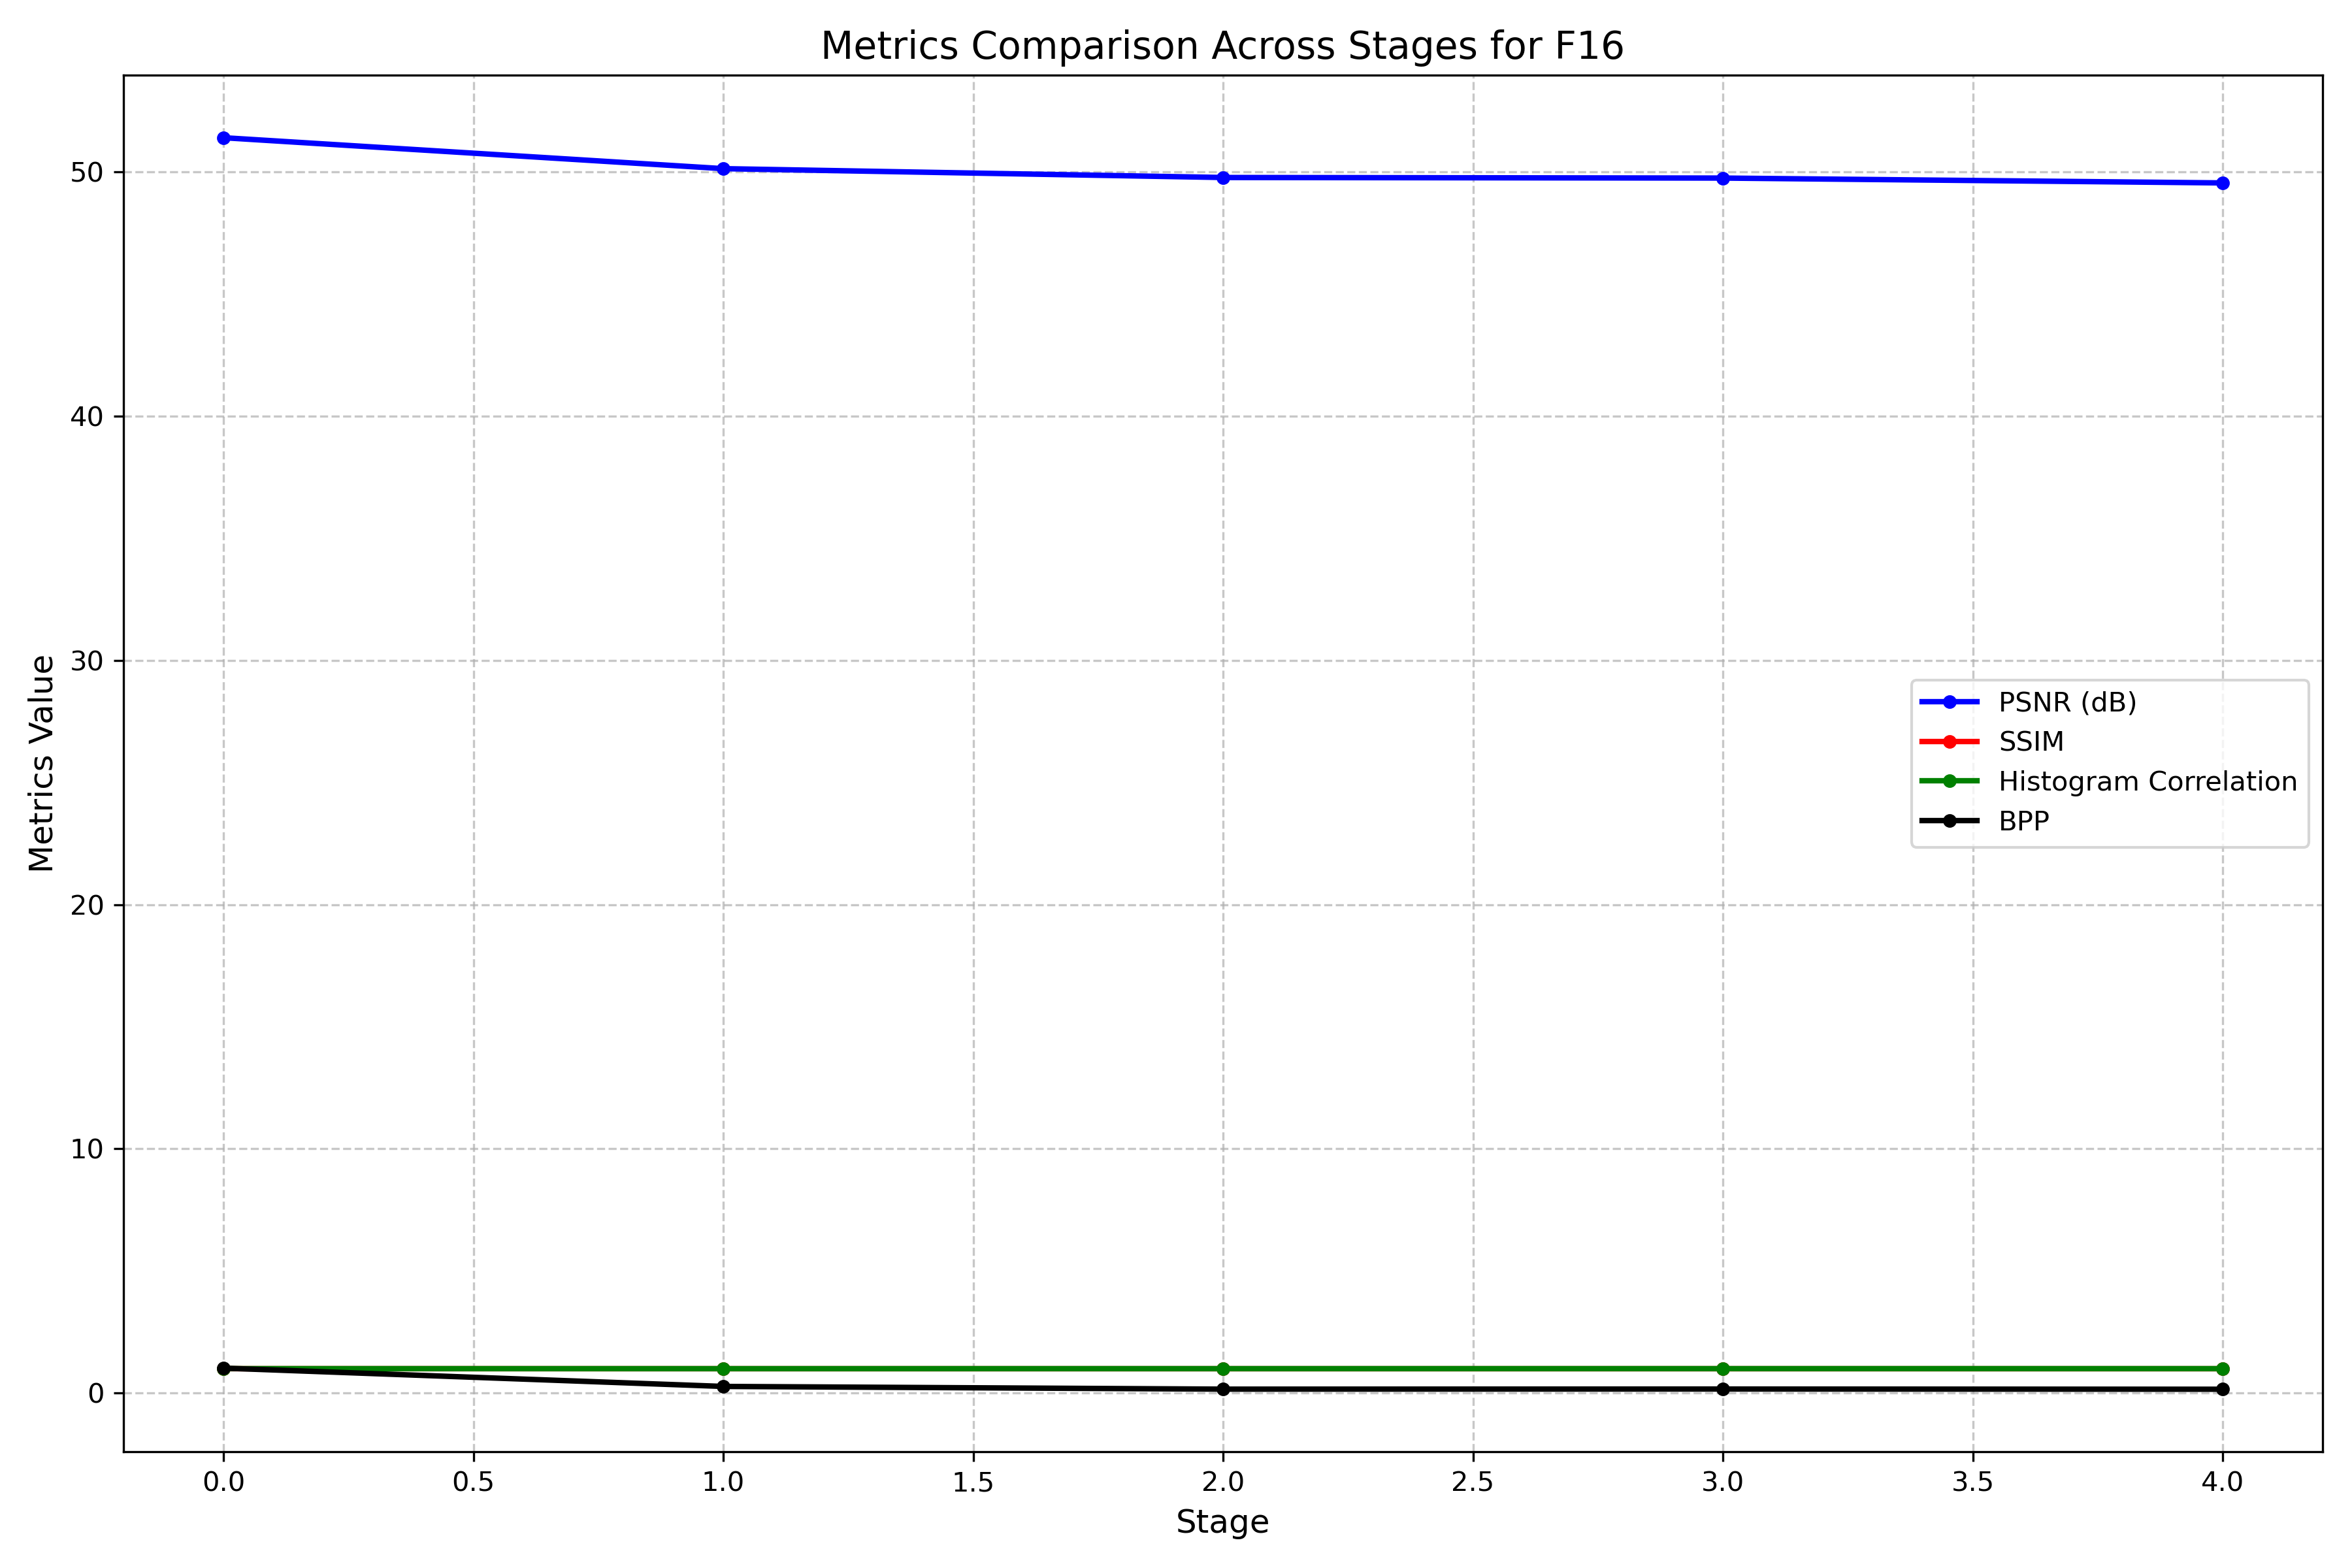 Metrics Comparison Across Stages for F16
Metrics Value
50
40
30
20
10
0
PSNR (dB)
SSIM
Histogram Correlation
BPP
0.0 0.5 1.0 1.5 2.0 2.5 3.0 3.5 4.0
Stage